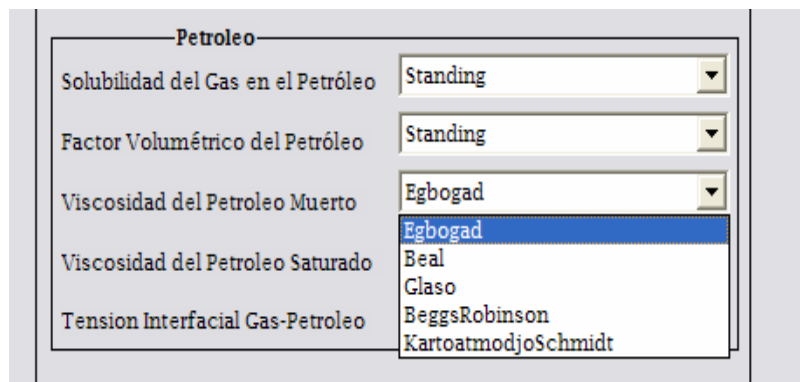 Petroleo
Solubilidad del Gas en el Petróleo Standing
Factor Volumétrico del Petróleo Standing
Viscosidad del Petroleo Muerto Egbogad
Egbogad
Viscosidad del Petroleo Saturado Beal
Glaso
Tension Interfacial Gas-Petroleo BeggsRobinson
KartoatmodjoSchmidt